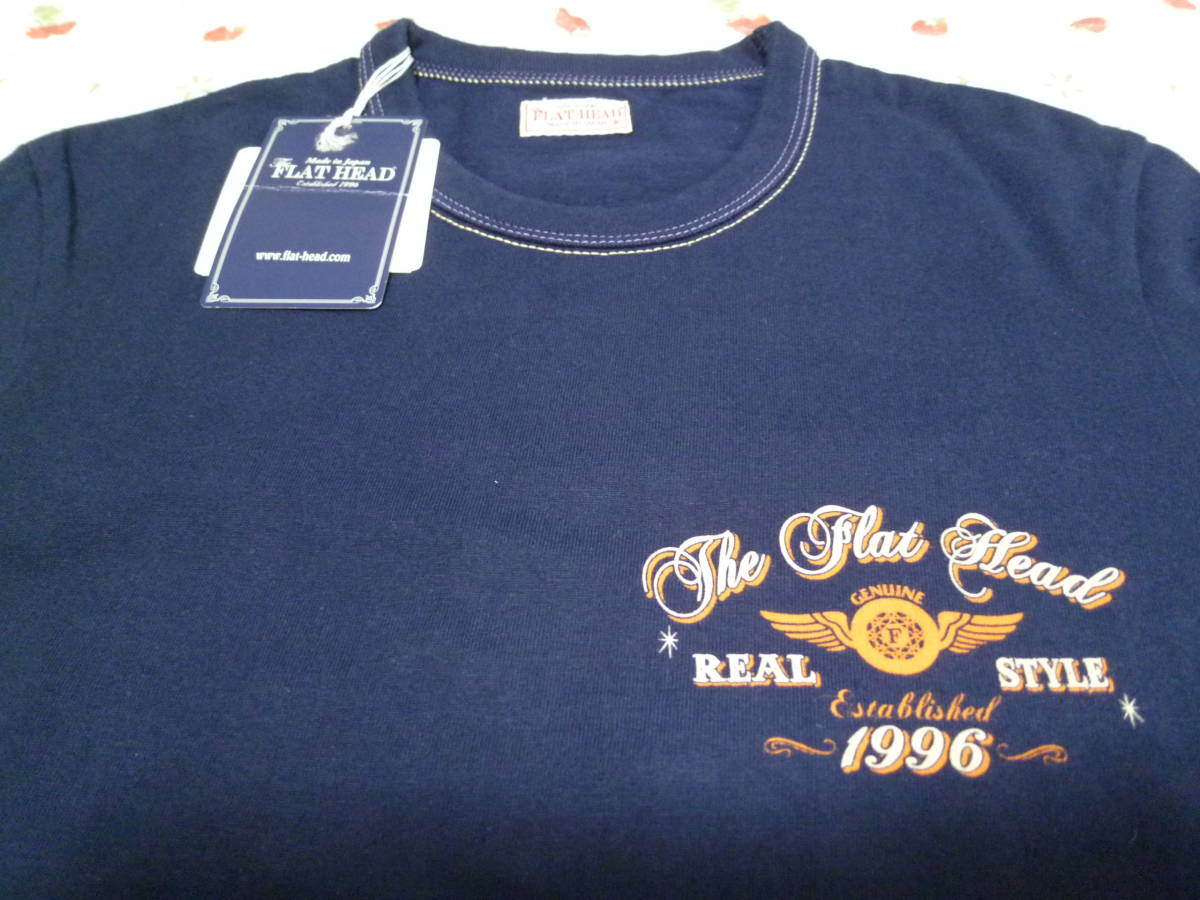 Made in Japan
The
FLAT HEAD
Established 1996
www.flat-head.com
FLAT HEAD
The Flat Head
GENUINE
F
REAL STYLE
Established
1996